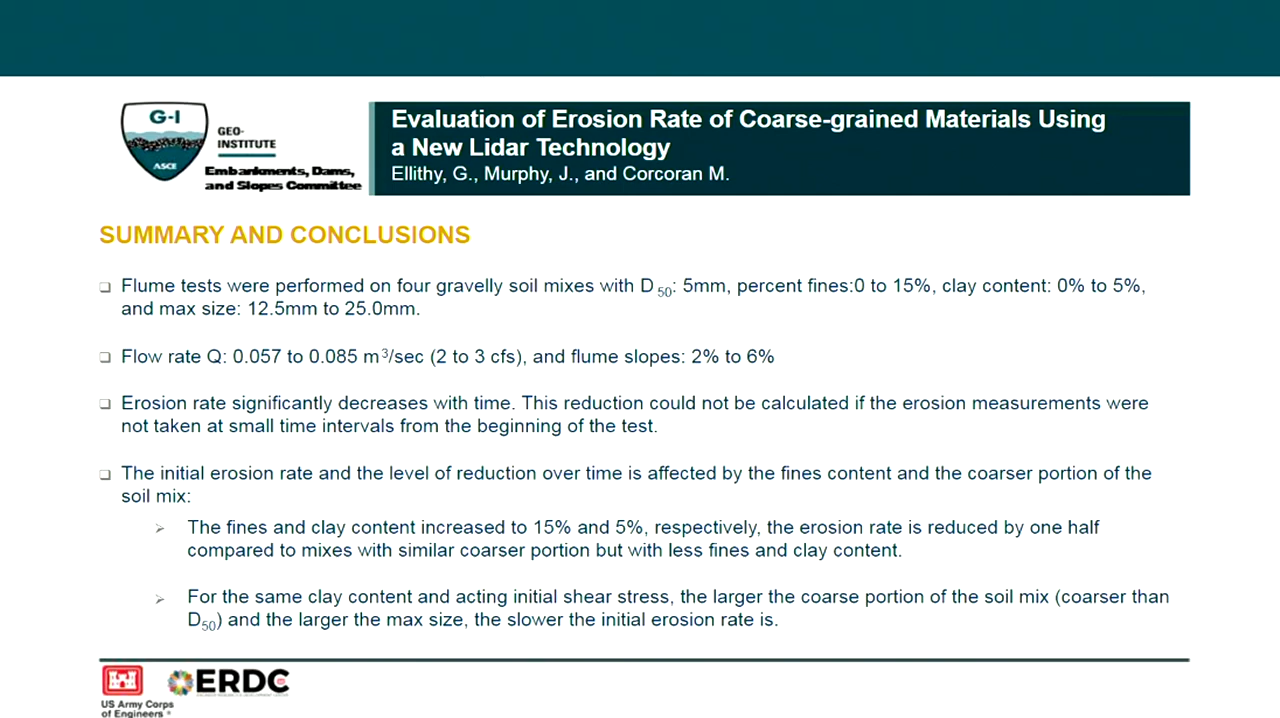 G-I
GEO-
INSTITUTE
ASCE
Embankments, Dams,
and Slopes Committee
Evaluation of Erosion Rate of Coarse-grained Materials Using
a New Lidar Technology
Ellithy, G., Murphy, J., and Corcoran M.
SUMMARY AND CONCLUSIONS
❑ Flume tests were performed on four gravelly soil mixes with D50: 5mm, percent fines:0 to 15%, clay content: 0% to 5%,
and max size: 12.5mm to 25.0mm.
❑ Flow rate Q: 0.057 to 0.085 m3/sec (2 to 3 cfs), and flume slopes: 2% to 6%
❑ Erosion rate significantly decreases with time. This reduction could not be calculated if the erosion measurements were
not taken at small time intervals from the beginning of the test.
❑ The initial erosion rate and the level of reduction over time is affected by the fines content and the coarser portion of the
soil mix:
➢ The fines and clay content increased to 15% and 5%, respectively, the erosion rate is reduced by one half
compared to mixes with similar coarser portion but with less fines and clay content.
➢ For the same clay content and acting initial shear stress, the larger the coarse portion of the soil mix (coarser than
D50) and the larger the max size, the slower the initial erosion rate is.
US Army Corps
of Engineers ®
ERDC